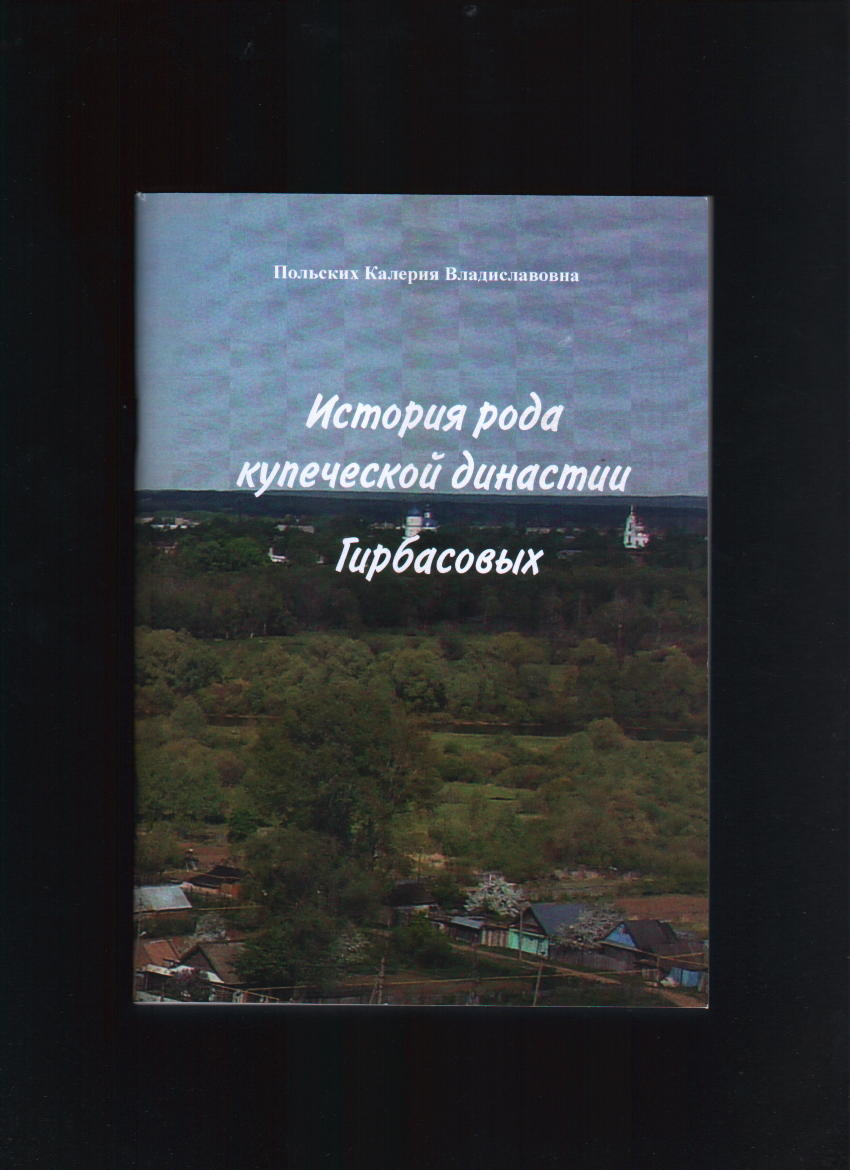 Польских Калерия Владиславовна
История рода
купеческой династии
Гирбасовых